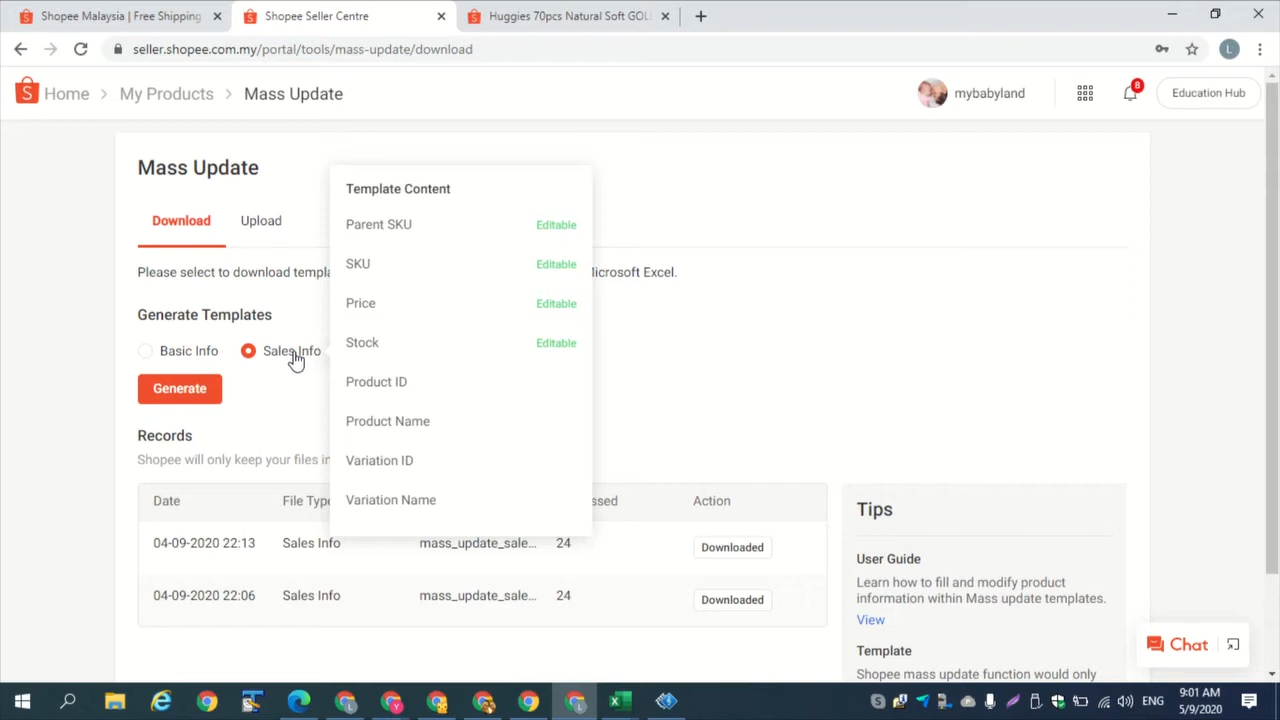 Shopee Malaysia | Free Shipping
Shopee Seller Centre
Huggies 70pcs Natural Soft GOL
seller.shopee.com.my/portal/tools/mass-update/download
L
Home > My Products > Mass Update
mybabyland
8
Education Hub
Mass Update
Download
Upload
Please select to download templa
Microsoft Excel.
Generate Templates
Basic Info
Sales Info
Generate
Template Content
Parent SKU Editable
SKU Editable
Price Editable
Stock Editable
Product ID
Product Name
Variation ID
Variation Name
Records
Shopee will only keep your files in
Date File Type ssed Action
04-09-2020 22:13 Sales Info mass_update_sale... 24 Downloaded
04-09-2020 22:06 Sales Info mass_update_sale... 24 Downloaded
Tips
User Guide
Learn how to fill and modify product
information within Mass update templates.
View
Template
Shopee mass update function would only
Chat
ENG
9:01 AM
5/9/2020